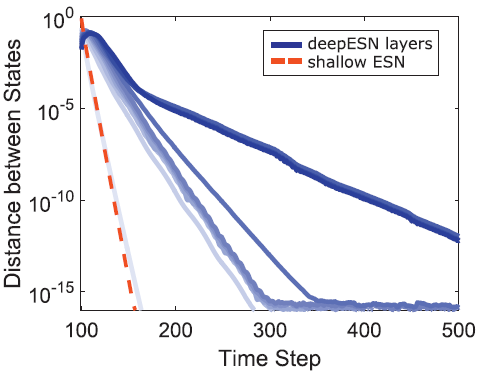 10^0
10^-5
10^-10
10^-15
Distance between States
deepESN layers
shallow ESN
100 200 300 400 500
Time Step